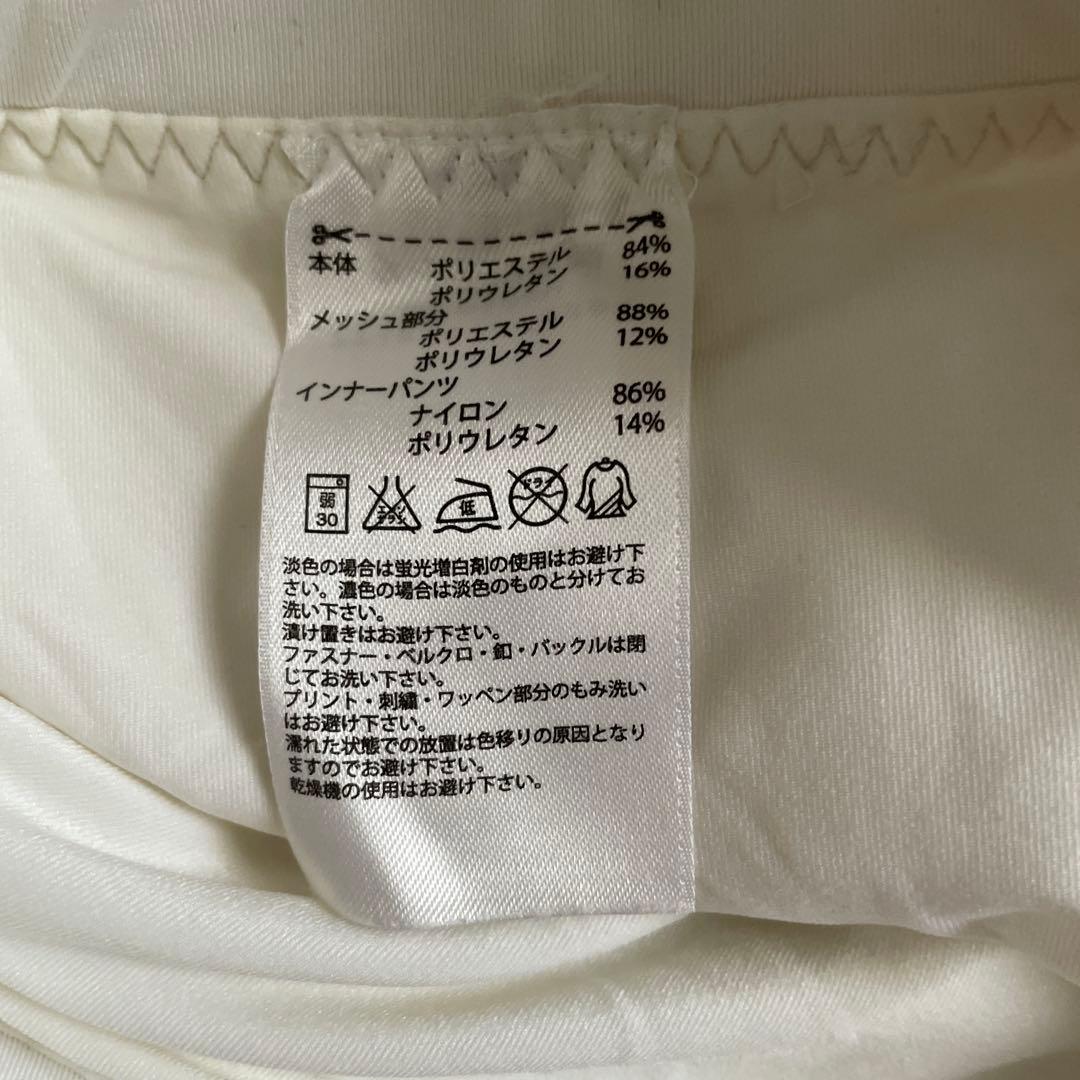 本体 ポリエステル 84%
ポリウレタン 16%
メッシュ部分
ポリエステル 88%
ポリウレタン 12%
インナーパンツ
ナイロン 86%
ポリウレタン 14%
弱 30 エンソサラシ 低 ドライ
淡色の場合は蛍光増白剤の使用はお避け下
さい。濃色の場合は淡色のものと分けてお
洗い下さい。
漬け置きはお避け下さい。
ファスナー・ベルクロ・釦・バックルは閉
じてお洗い下さい。
プリント・刺繍・ワッペン部分のもみ洗い
はお避け下さい。
濡れた状態での放置は色移りの原因となり
ますのでお避け下さい。
乾燥機の使用はお避け下さい。